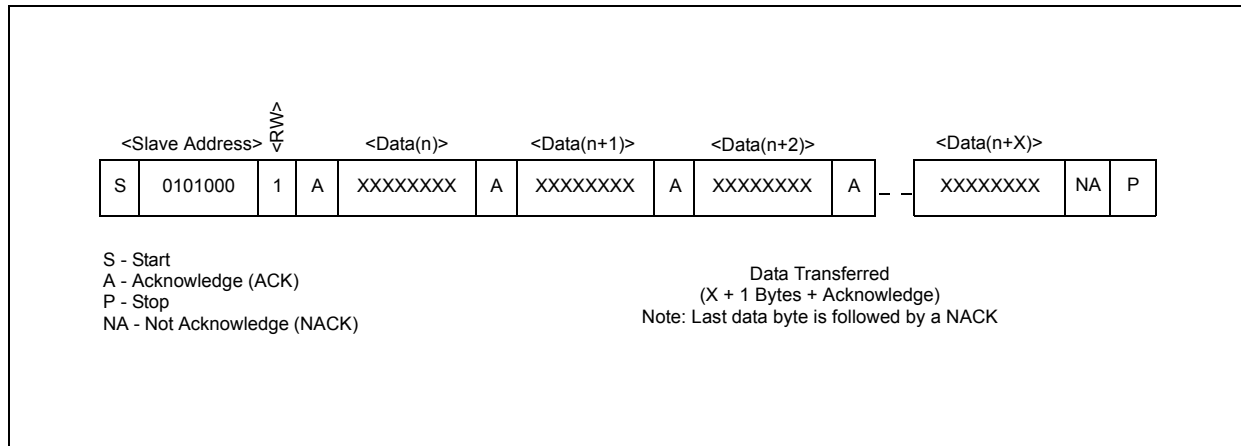 <Slave Address> <RW> <Data(n)> <Data(n+1)> <Data(n+2)> <Data(n+X)>
S 0101000 1 A XXXXXXXX A XXXXXXXX A XXXXXXXX A XXXXXXXX NA P
S - Start
A - Acknowledge (ACK)
P - Stop
NA - Not Acknowledge (NACK)
Data Transferred
(X + 1 Bytes + Acknowledge)
Note: Last data byte is followed by a NACK